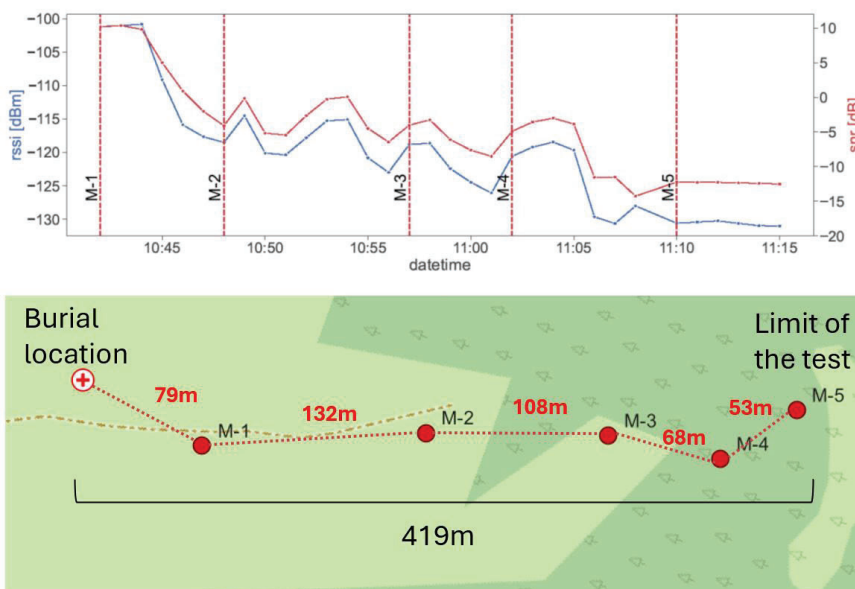 −100
−105
−110
−115
−120
−125
−130
rssi [dBm]
10
5
0
−5
−10
−15
−20
snr [dB]
M-1
M-2
M-3
M-4
M-5
10:45
10:50
10:55
11:00
11:05
11:10
11:15
datetime
Burial
location
Limit of
the test
79m
132m
108m
68m
53m
M-1
M-2
M-3
M-4
M-5
419m